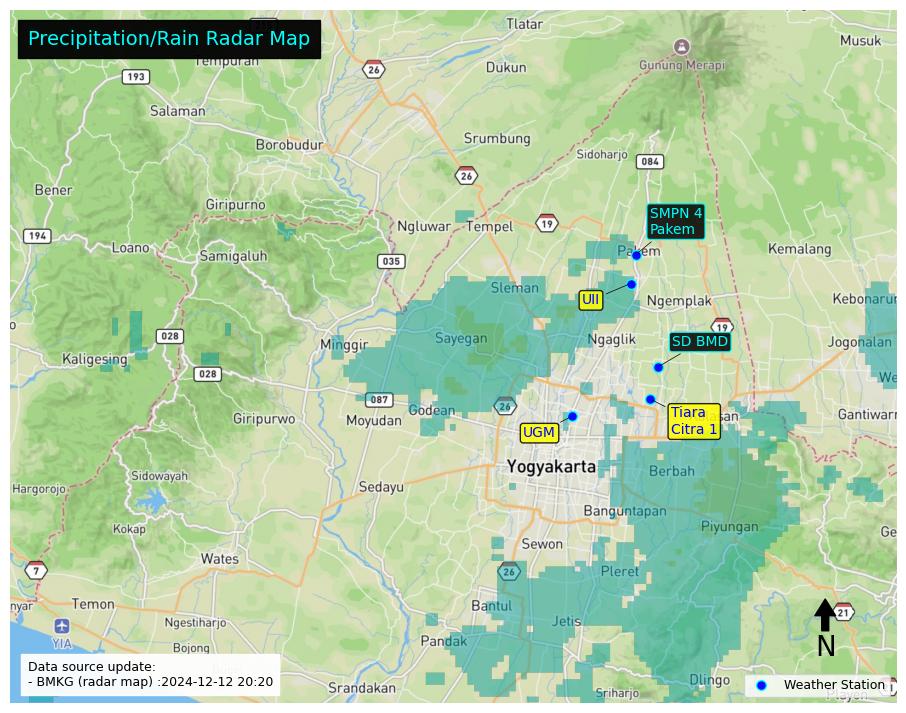 Precipitation/Rain Radar Map
Tlatar
Musuk
Tempuran
193
26
Dukun
Gunung Merapi
Salaman
Borobudur
Srumbung
Sidoharjo
084
26
Bener
Giripurno
SMPN 4
Pakem
194
Ngluwar
Tempel
19
Loano
Samigaluh
035
Kemalang
Sleman
UII
Ngemplak
19
028
Sayegan
Ngaglik
SD BMD
Jogonalan
Minggir
Kaligesing
028
087
Godean
26
Moyudan
Giripurwo
Tiara
Citra 1
Gantiwarn
UGM
Yogyakarta
Berbah
Sidowayah
Hargorojo
Sedayu
Banguntapan
Piyungan
Kokap
Sewon
Wates
7
26
Pleret
Temon
Bantul
21
Ngestiharjo
Jetis
YIA
Pandak
N
Bojong
Data source update:
- BMKG (radar map) :2024-12-12 20:20
Srandakan
Sriharjo
Dlingo
Weather Station